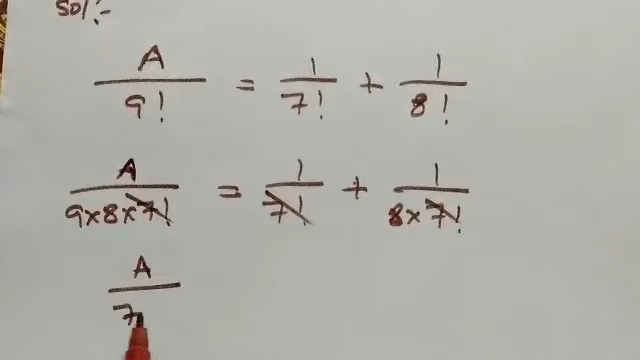 Sol:-
A/9! = 1/7! + 1/8!
A/9×8×7! = 1/7! + 1/8×7!
A/7